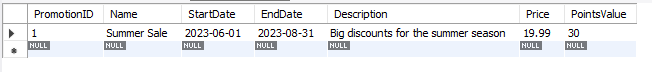 PromotionID Name StartDate EndDate Description Price PointsValue
1 Summer Sale 2023-06-01 2023-08-31 Big discounts for the summer season 19.99 30
NULL NULL NULL NULL NULL NULL NULL